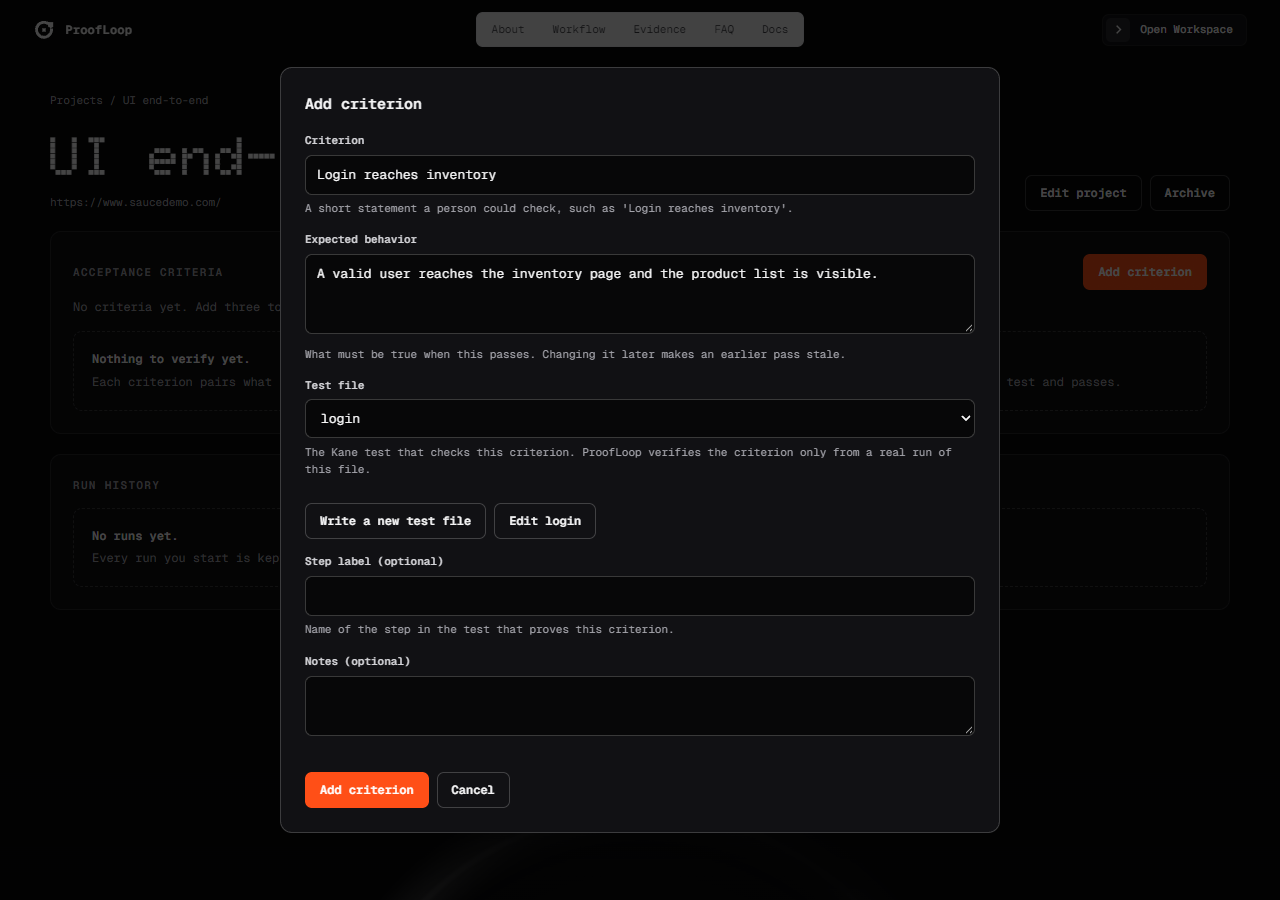 ProofLoop
About Workflow Evidence FAQ Docs
Open Workspace
Projects / UI end-to-end
UI end-
https://www.saucedemo.com/
Edit project
Archive
ACCEPTANCE CRITERIA
Add criterion
No criteria yet. Add three to
Nothing to verify yet.
Each criterion pairs what
test and passes.
RUN HISTORY
No runs yet.
Every run you start is kep
Add criterion
Criterion
Login reaches inventory
A short statement a person could check, such as 'Login reaches inventory'.
Expected behavior
A valid user reaches the inventory page and the product list is visible.
What must be true when this passes. Changing it later makes an earlier pass stale.
Test file
login
The Kane test that checks this criterion. ProofLoop verifies the criterion only from a real run of
this file.
Write a new test file
Edit login
Step label (optional)
Name of the step in the test that proves this criterion.
Notes (optional)
Add criterion
Cancel